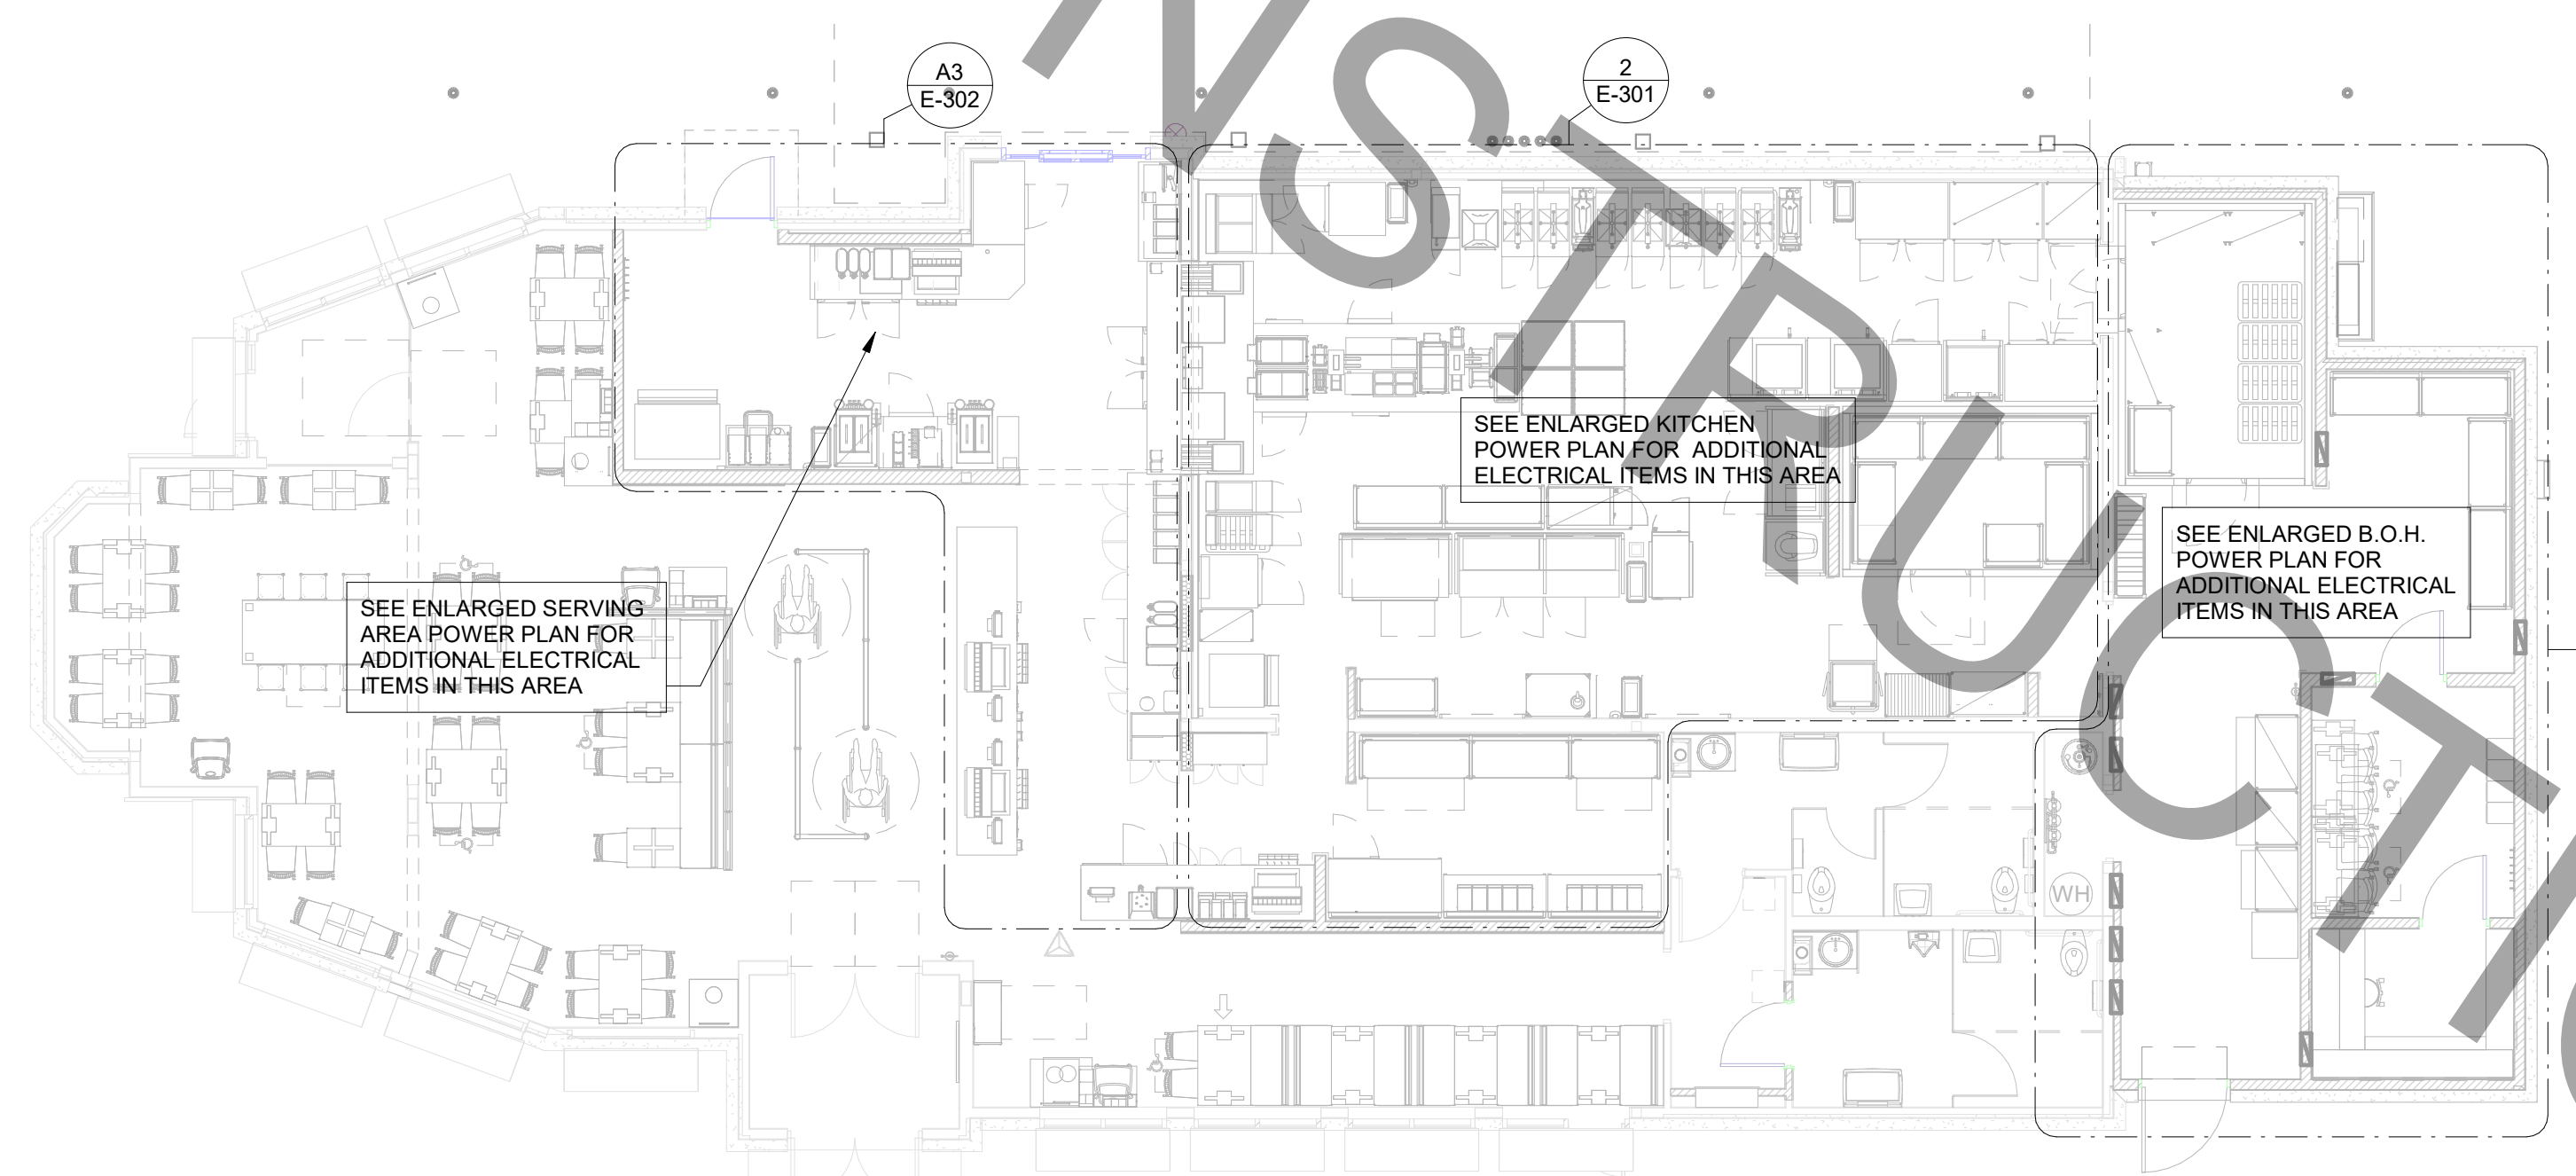 A3
E-302
2
E-301
SEE ENLARGED KITCHEN
POWER PLAN FOR ADDITIONAL
ELECTRICAL ITEMS IN THIS AREA
SEE ENLARGED B.O.H.
POWER PLAN FOR
ADDITIONAL ELECTRICAL
ITEMS IN THIS AREA
SEE ENLARGED SERVING
AREA POWER PLAN FOR
ADDITIONAL ELECTRICAL
ITEMS IN THIS AREA
WH
NSTRUCTI